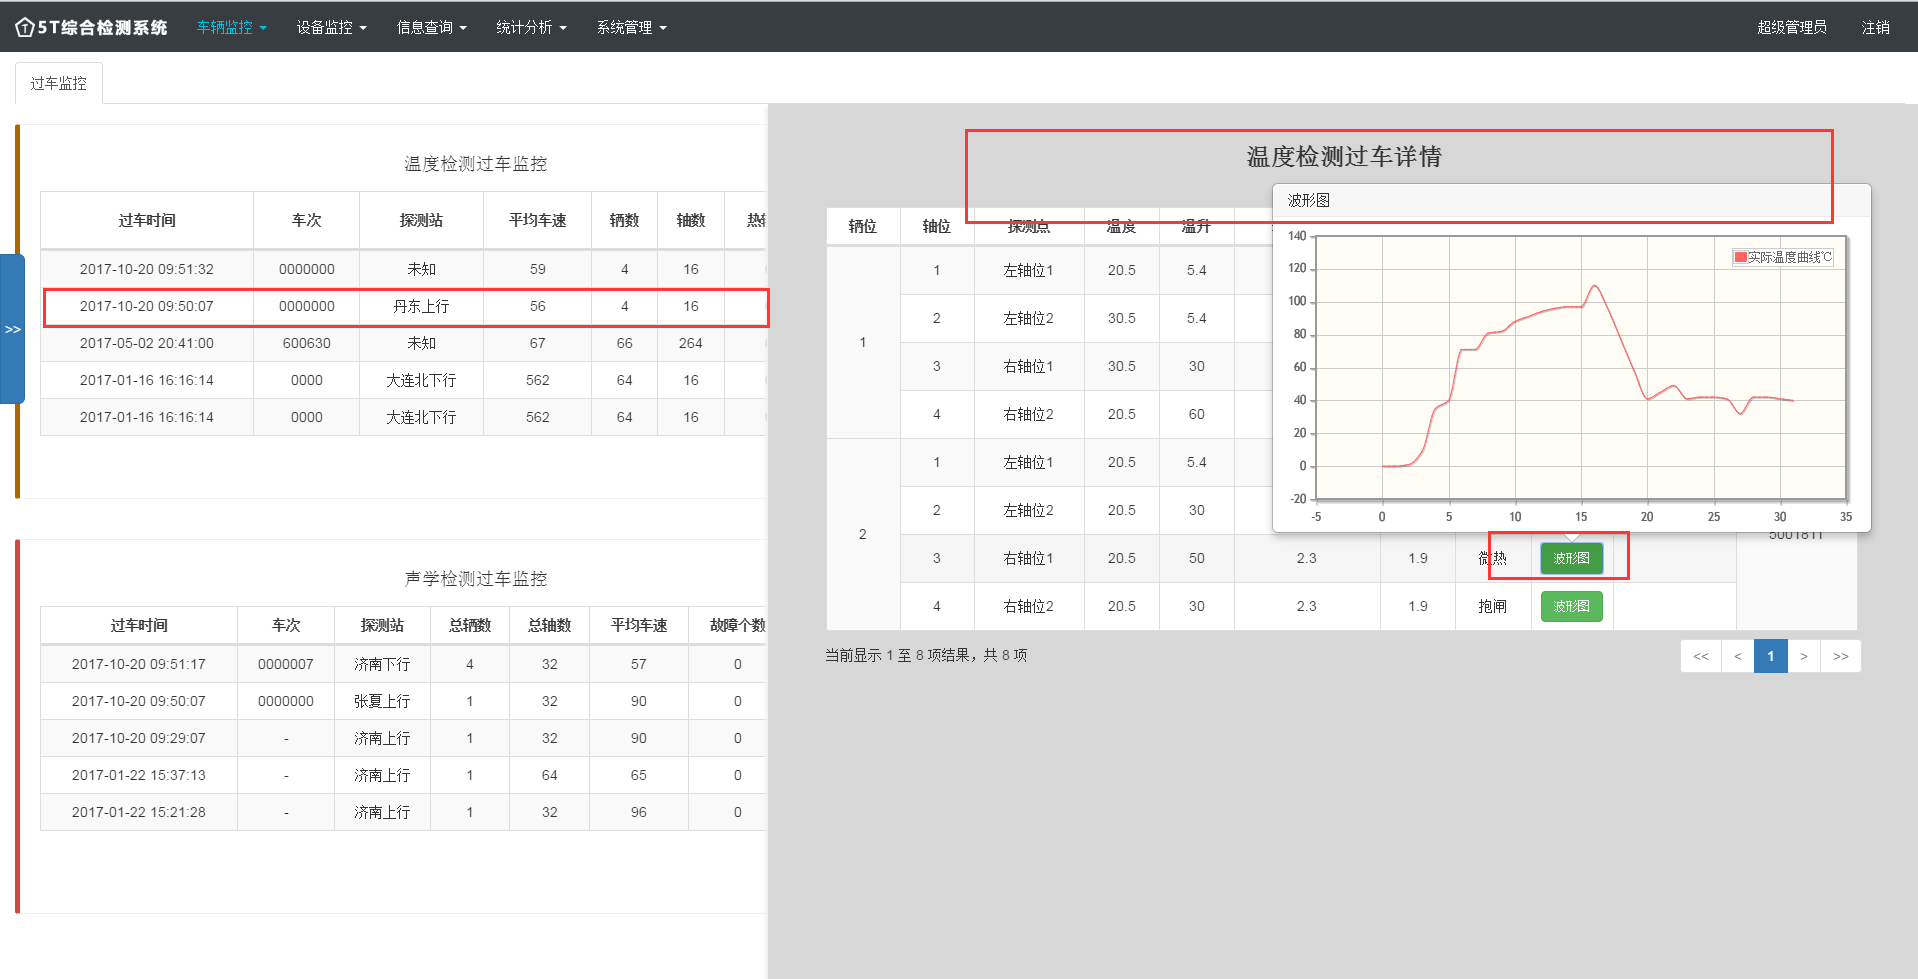 5T综合检测系统 车辆监控 设备监控 信息查询 统计分析 系统管理 超级管理员 注销
过车监控
温度检测过车监控
过车时间 车次 探测站 平均车速 辆数 轴数
2017-10-20 09:51:32 0000000 未知 59 4 16
2017-10-20 09:50:07 0000000 丹东上行 56 4 16
2017-05-02 20:41:00 600630 未知 67 66 264
2017-01-16 16:16:14 0000 大连北下行 562 64 16
2017-01-16 16:16:14 0000 大连北下行 562 64 16
>>
声学检测过车监控
过车时间 车次 探测站 总辆数 总轴数 平均车速 故障个数
2017-10-20 09:51:17 0000007 济南下行 4 32 57 0
2017-10-20 09:50:07 0000000 张夏上行 1 32 90 0
2017-10-20 09:29:07 - 济南上行 1 32 90 0
2017-01-22 15:37:13 - 济南上行 1 64 65 0
2017-01-22 15:21:28 - 济南上行 1 32 96 0
温度检测过车详情
辆位 轴位 探测点 温度 温升
1
1 左轴位1 20.5 5.4
2 左轴位2 30.5 5.4
3 右轴位1 30.5 30
4 右轴位2 20.5 60
2
1 左轴位1 20.5 5.4
2 左轴位2 20.5 30
3 右轴位1 20.5 50 2.3 1.9 微热 波形图
4 右轴位2 20.5 30 2.3 1.9 抱闸 波形图
5001811
波形图
实际温度曲线℃
140
120
100
80
60
40
20
0
-20
-5 0 5 10 15 20 25 30 35
当前显示 1 至 8 项结果，共 8 项
<< < 1 > >>